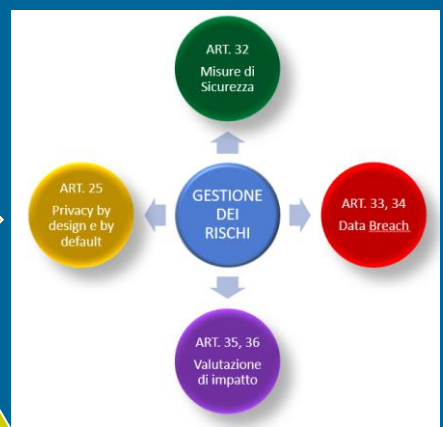 ART. 32
Misure di
Sicurezza
ART. 25
Privacy by
design e by
default
GESTIONE
DEI
RISCHI
ART. 33, 34
Data Breach
ART. 35, 36
Valutazione
di impatto